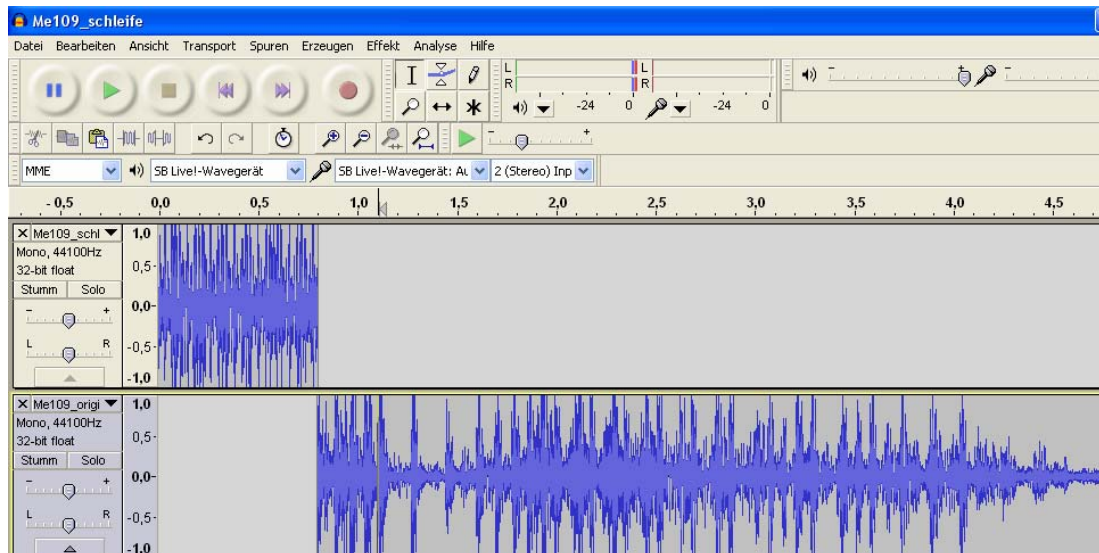 Me109_schleife
Datei Bearbeiten Ansicht Transport Spuren Erzeugen Effekt Analyse Hilfe
L L
R R
-24 0 -24 0
- +
- +
MME SB Live!-Wavegerät SB Live!-Wavegerät: Au 2 (Stereo) Inp
- 0,5 0,0 0,5 1,0 1,5 2,0 2,5 3,0 3,5 4,0 4,5
Me109_schl 1,0
Mono, 44100Hz
32-bit float 0,5
Stumm Solo
- + 0,0
L R -0,5
-1,0
Me109_origi 1,0
Mono, 44100Hz
32-bit float 0,5
Stumm Solo
- + 0,0
L R -0,5
-1,0